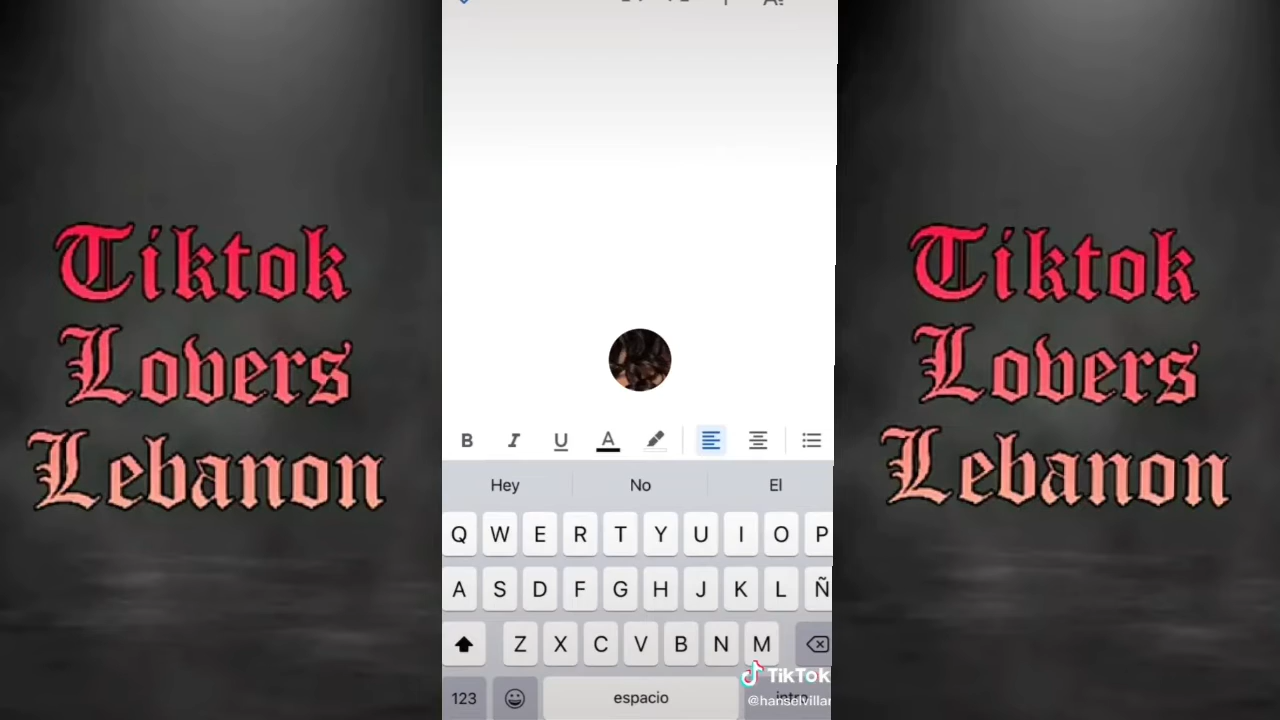 Tiktok
Lovers
Lebanon
B I U A
Hey No El
Q W E R T Y U I O P
A S D F G H J K L Ñ
Z X C V B N M
123 espacio
TikTok
Tiktok
Lovers
Lebanon